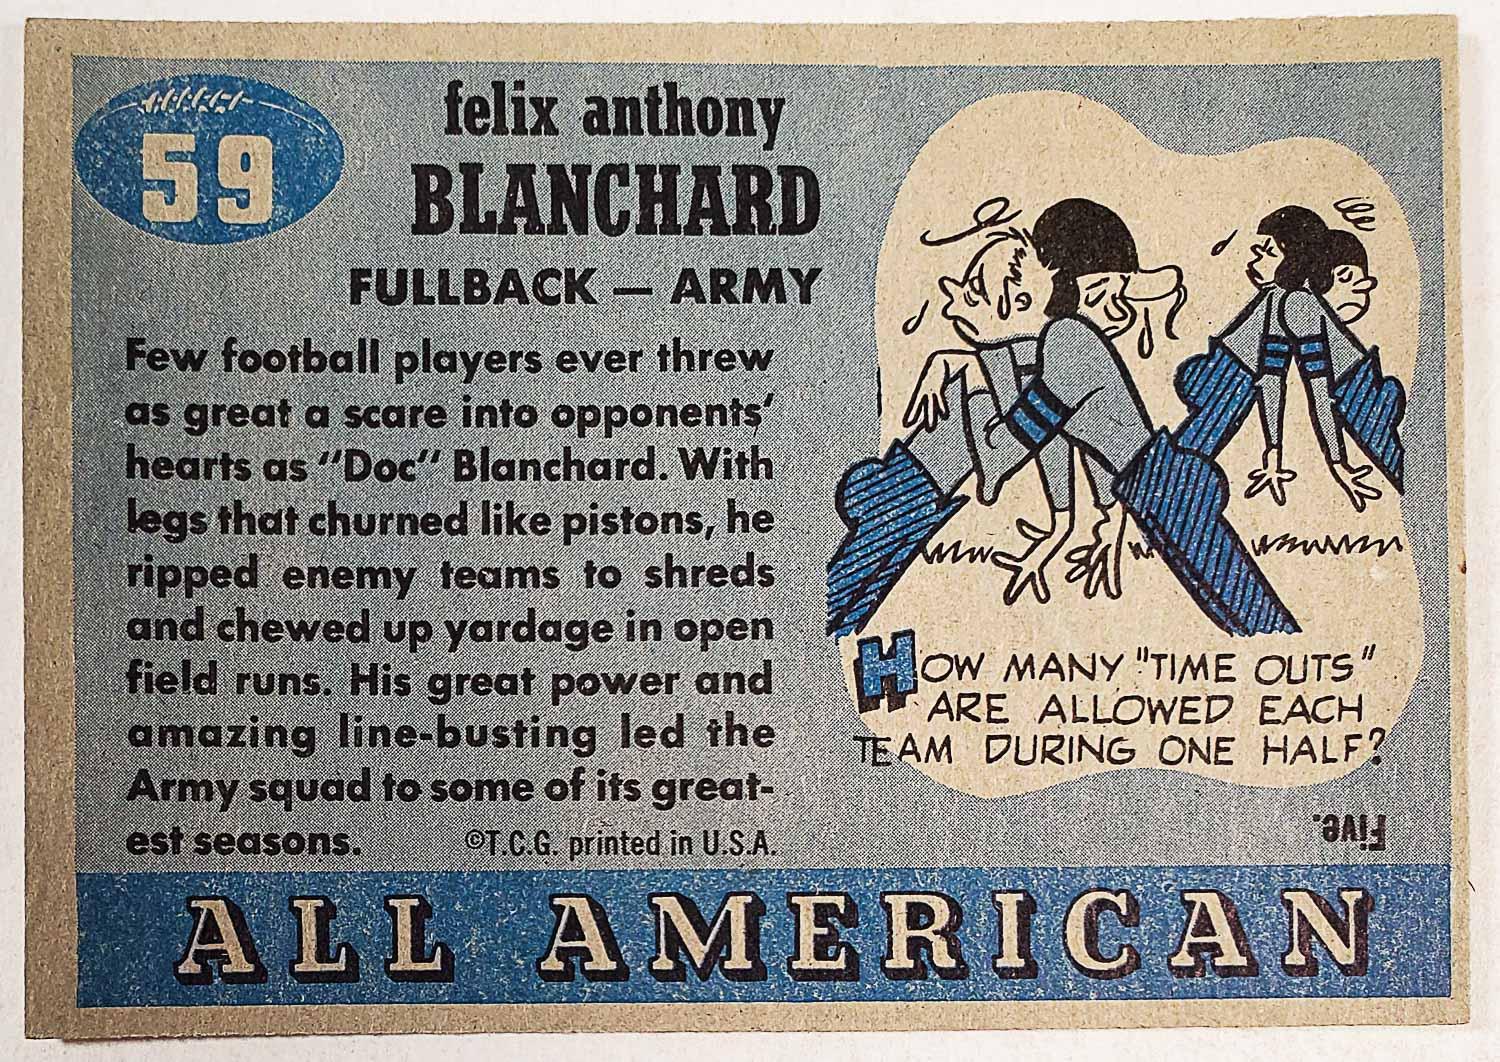 59
felix anthony
BLANCHARD
FULLBACK — ARMY
Few football players ever threw
as great a scare into opponents'
hearts as "Doc" Blanchard. With
legs that churned like pistons, he
ripped enemy teams to shreds
and chewed up yardage in open
field runs. His great power and
amazing line-busting led the
Army squad to some of its great-
est seasons.
©T.C.G. printed in U.S.A.
HOW MANY "TIME OUTS"
ARE ALLOWED EACH
TEAM DURING ONE HALF?
Five.
ALL AMERICAN